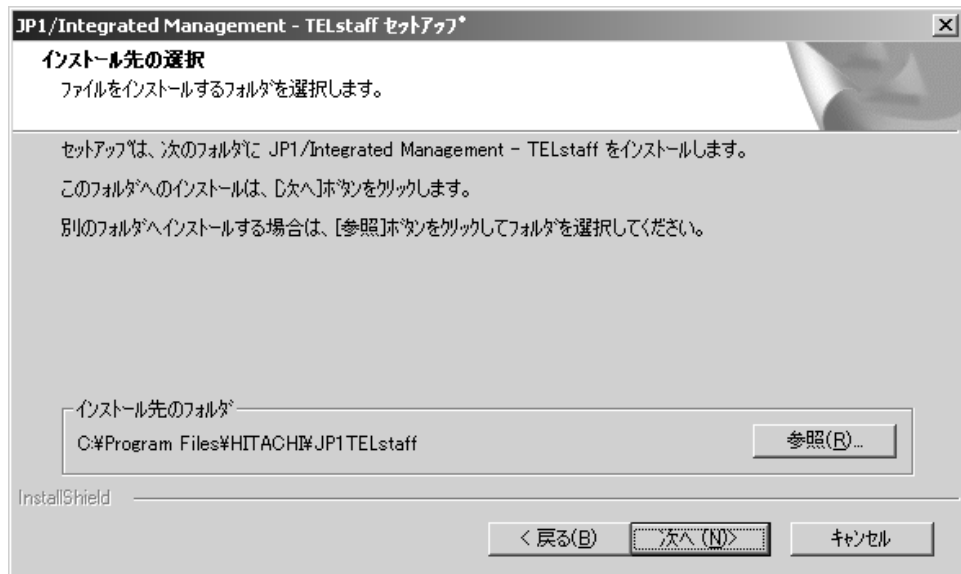 JP1/Integrated Management - TELstaff ｾｯﾄｱｯﾌﾟ
ｲﾝｽﾄｰﾙ先の選択
ﾌｧｲﾙをｲﾝｽﾄｰﾙするﾌｫﾙﾀﾞを選択します。
ｾｯﾄｱｯﾌﾟは、次のﾌｫﾙﾀﾞに JP1/Integrated Management - TELstaff をｲﾝｽﾄｰﾙします。
このﾌｫﾙﾀﾞへのｲﾝｽﾄｰﾙは、[次へ]ﾎﾞﾀﾝをｸﾘｯｸします。
別のﾌｫﾙﾀﾞへｲﾝｽﾄｰﾙする場合は、[参照]ﾎﾞﾀﾝをｸﾘｯｸしてﾌｫﾙﾀﾞを選択してください。
ｲﾝｽﾄｰﾙ先のﾌｫﾙﾀﾞ
C:¥Program Files¥HITACHI¥JP1TELstaff
参照(R)...
InstallShield
< 戻る(B)
次へ (N)>
ｷｬﾝｾﾙ